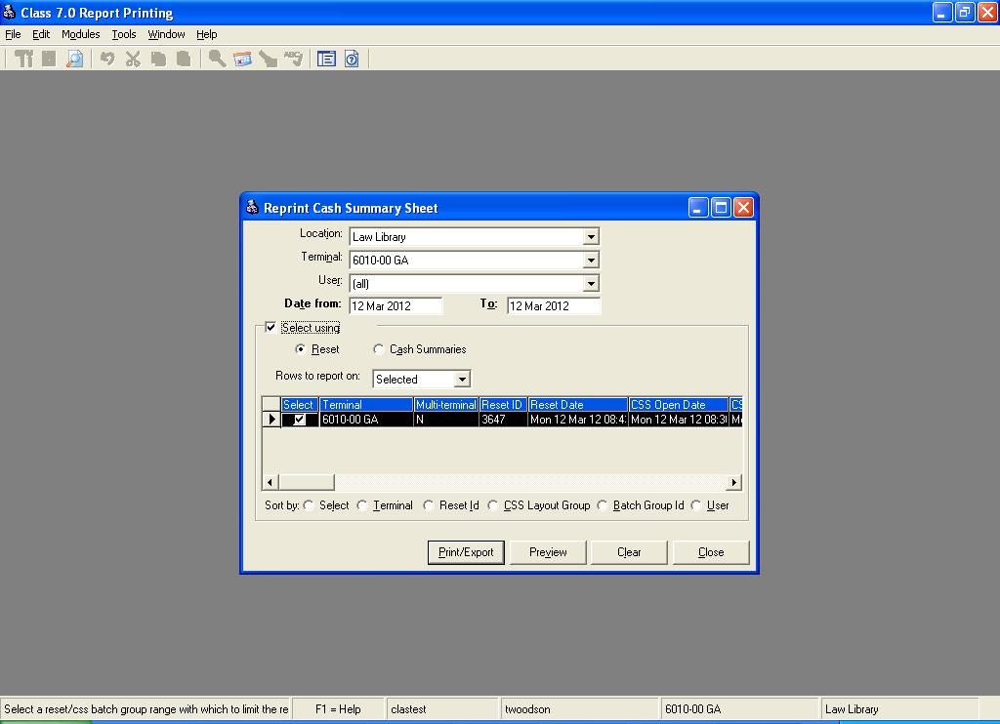 Class 7.0 Report Printing
File Edit Modules Tools Window Help
Reprint Cash Summary Sheet
Location: Law Library
Terminal: 6010-00 GA
User: (all)
Date from: 12 Mar 2012 To: 12 Mar 2012
Select using
Reset Cash Summaries
Rows to report on: Selected
Select Terminal Multi-terminal Reset ID Reset Date CSS Open Date CS
6010-00 GA N 3647 Mon 12 Mar 12 08:4 Mon 12 Mar 12 08:3 Mo
Sort by: Select Terminal Reset Id CSS Layout Group Batch Group Id User
Print/Export Preview Clear Close
Select a reset/css batch group range with which to limit the re F1 = Help clastest twoodson 6010-00 GA Law Library